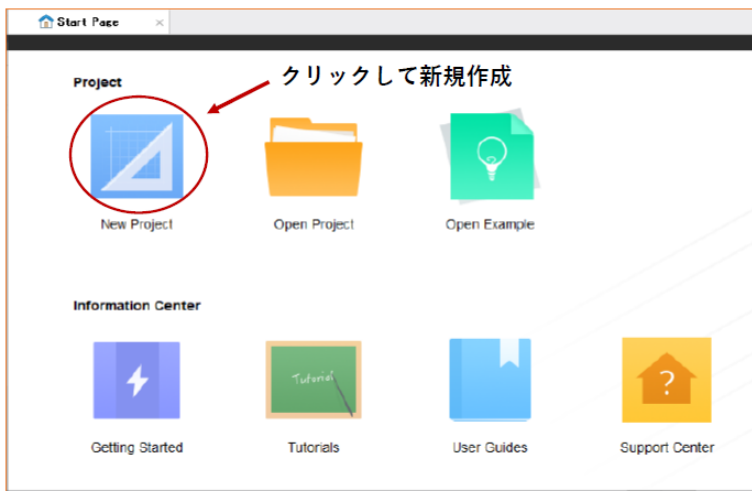 Start Page
クリックして新規作成
Project
New Project
Open Project
Open Example
Information Center
Tutorial
Getting Started
Tutorials
User Guides
?
Support Center